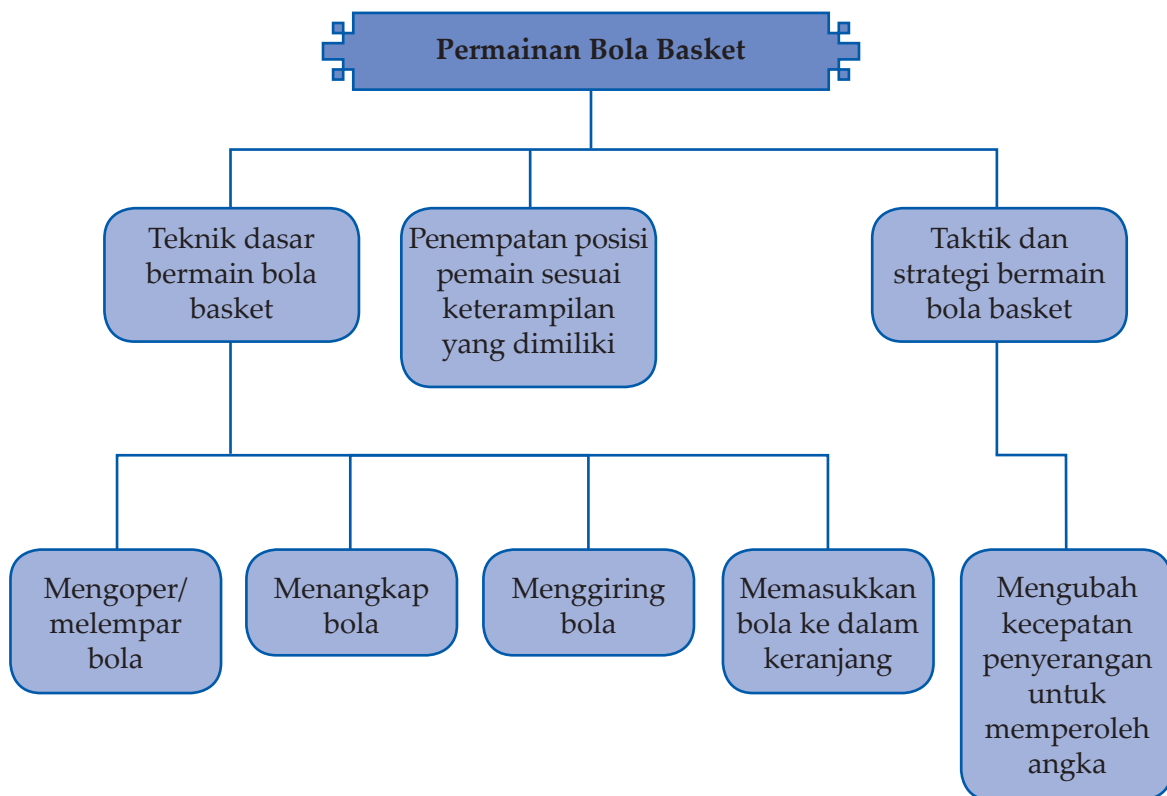 Permainan Bola Basket
Teknik dasar
bermain bola
basket
Penempatan posisi
pemain sesuai
keterampilan
yang dimiliki
Taktik dan
strategi bermain
bola basket
Mengoper/
melempar
bola
Menangkap
bola
Menggiring
bola
Memasukkan
bola ke dalam
keranjang
Mengubah
kecepatan
penyerangan
untuk
memperoleh
angka